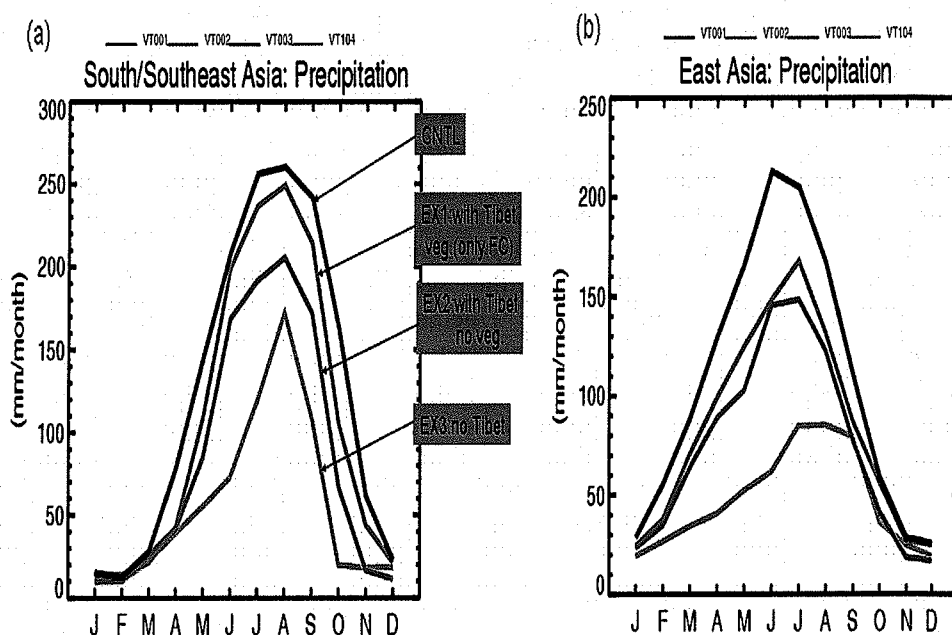 (a)
VT001 VT002 VT003 VT104
South/Southeast Asia: Precipitation
300
250
200
150
100
50
0
(mm/month)
J F M A M J J A S O N D
CNTL
EX1 with Tibet
veg (only FC)
EX2 with Tibet
no veg
EX3 no Tibet
(b)
VT001 VT002 VT003 VT104
East Asia: Precipitation
250
200
150
100
50
0
(mm/month)
J F M A M J J A S O N D